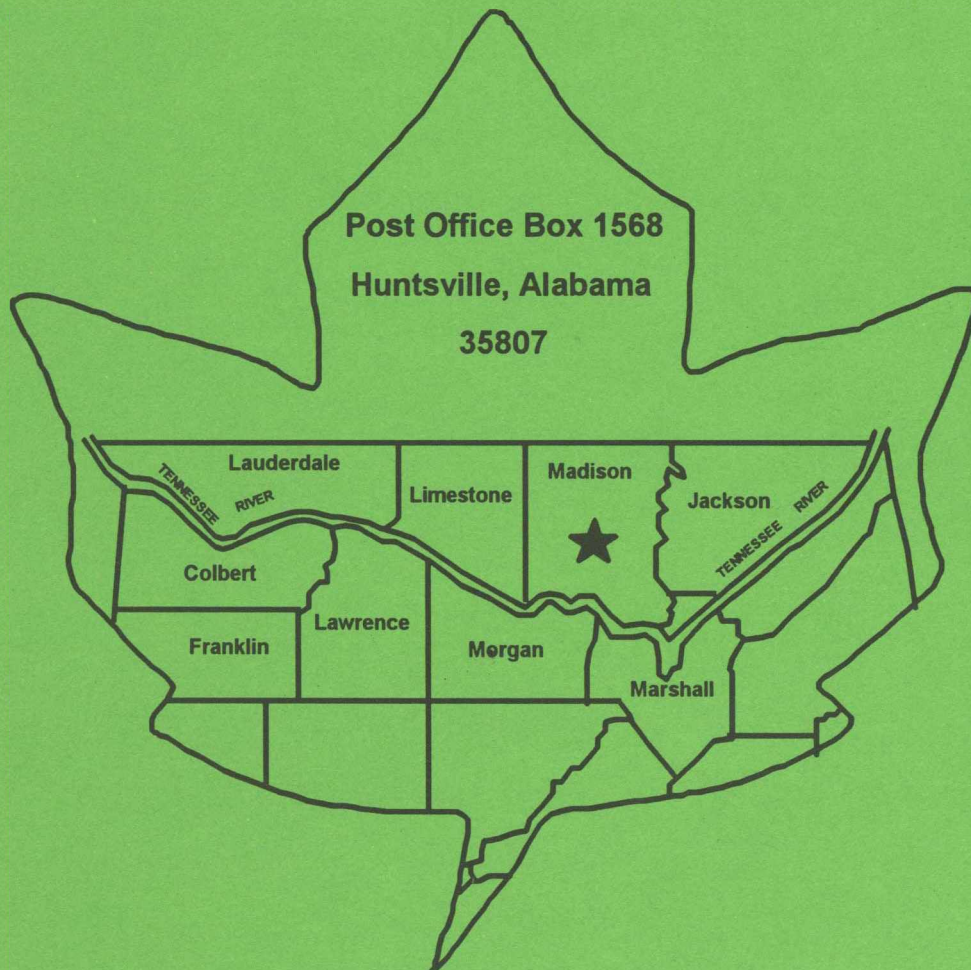 Post Office Box 1568
Huntsville, Alabama
35807
Lauderdale
Madison
Limestone
Jackson
TENNESSEE RIVER
TENNESSEE RIVER
Colbert
Lawrence
Franklin
Morgan
Marshall